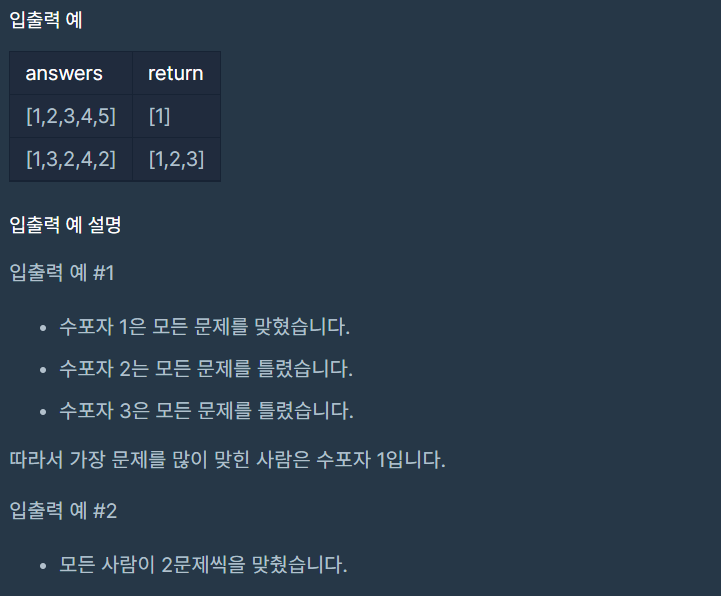 입출력 예
answers return
[1,2,3,4,5] [1]
[1,3,2,4,2] [1,2,3]
입출력 예 설명
입출력 예 #1
• 수포자 1은 모든 문제를 맞혔습니다.
• 수포자 2는 모든 문제를 틀렸습니다.
• 수포자 3은 모든 문제를 틀렸습니다.
따라서 가장 문제를 많이 맞힌 사람은 수포자 1입니다.
입출력 예 #2
• 모든 사람이 2문제씩을 맞췄습니다.